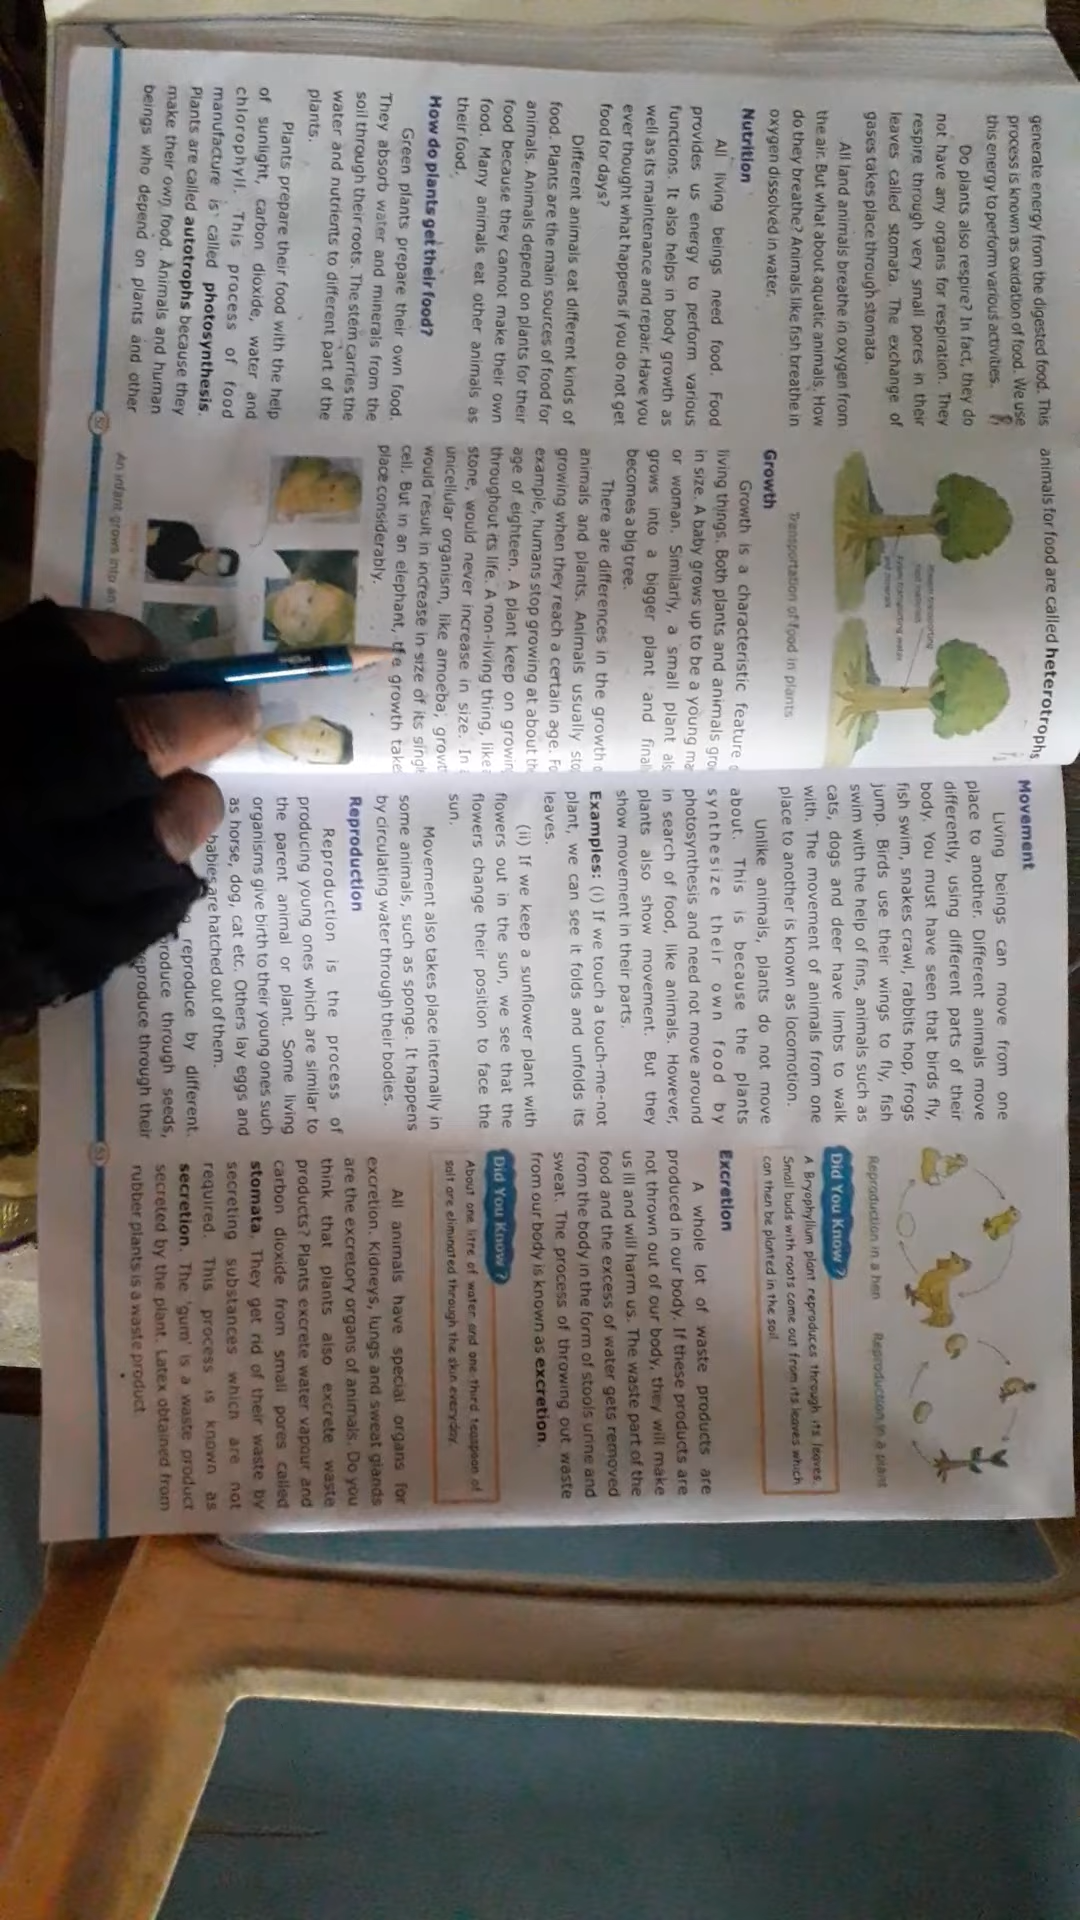 generate energy from the digested food. This
process is known as oxidation of food. We use
this energy to perform various activities.
Do plants also respire? In fact, they do
not have any organs for respiration. They
respire through very small pores in their
leaves called stomata. The exchange of
gases takes place through stomata.
All land animals breathe in oxygen from
the air. But what about aquatic animals. How
do they breathe? Animals like fish breathe in
oxygen dissolved in water.
Nutrition
All living beings need food. Food
provides us energy to perform various
functions. It also helps in body growth as
well as its maintenance and repair. Have you
ever thought what happens if you do not get
food for days?
Different animals eat different kinds of
food. Plants are the main sources of food for
animals. Animals depend on plants for their
food because they cannot make their own
food. Many animals eat other animals as
their food.
How do plants get their food?
Green plants prepare their own food.
They absorb water and minerals from the
soil through their roots. The stem carries the
water and nutrients to different part of the
plants.
Plants prepare their food with the help
of sunlight, carbon dioxide, water and
chlorophyll. This process of food
manufacture is called photosynthesis.
Plants are called autotrophs because they
make their own food. Animals and human
beings who depend on plants and other
52
animals for food are called heterotrophs
Phloem transporting
food materials
Xylem transporting water
and minerals
Transportation of food in plants
Growth
Growth is a characteristic feature
living things. Both plants and animals gro
in size. A baby grows up to be a young ma
or woman. Similarly, a small plant als
grows into a bigger plant and final
becomes a big tree.
There are differences in the growth
animals and plants. Animals usually sto
growing when they reach a certain age. Fo
example, humans stop growing at about th
age of eighteen. A plant keep on growin
throughout its life. A non-living thing, like
stone, would never increase in size. In
unicellular organism, like amoeba, growt
would result in increase in size of its singl
cell. But in an elephant, the growth take
place considerably.
An infant grows into an
Movement
Living beings can move from one
place to another. Different animals move
differently, using different parts of their
body. You must have seen that birds fly,
fish swim, snakes crawl, rabbits hop, frogs
jump. Birds use their wings to fly, fish
swim with the help of fins, animals such as
cats, dogs and deer have limbs to walk
with. The movement of animals from one
place to another is known as locomotion.
Unlike animals, plants do not move
about. This is because the plants
synthesize their own food by
photosynthesis and need not move around
in search of food, like animals. However,
plants also show movement. But they
show movement in their parts.
Examples: (i) If we touch a touch-me-not
plant, we can see it folds and unfolds its
leaves.
(ii) If we keep a sunflower plant with
flowers out in the sun, we see that the
flowers change their position to face the
sun.
Movement also takes place internally in
some animals, such as sponge. It happens
by circulating water through their bodies.
Reproduction
Reproduction is the process of
producing young ones which are similar to
the parent animal or plant. Some living
organisms give birth to their young ones such
as horse, dog, cat etc. Others lay eggs and
babies are hatched out of them.
reproduce by different
produce through seeds,
reproduce through their
53
Reproduction in a hen Reproduction in a plant
Did You Know ?
A Bryophyllum plant reproduces through its leaves.
Small buds with roots come out from its leaves which
can then be planted in the soil.
Excretion
A whole lot of waste products are
produced in our body. If these products are
not thrown out of our body, they will make
us ill and will harm us. The waste part of the
food and the excess of water gets removed
from the body in the form of stools urine and
sweat. The process of throwing out waste
from our body is known as excretion.
Did You Know ?
About one litre of water and one third teaspoon of
salt are eliminated through the skin everyday.
All animals have special organs for
excretion. Kidneys, lungs and sweat glands
are the excretory organs of animals. Do you
think that plants also excrete waste
products? Plants excrete water vapour and
carbon dioxide from small pores called
stomata. They get rid of their waste by
secreting substances which are not
required. This process is known as
secretion. The 'gum' is a waste product
secreted by the plant. Latex obtained from
rubber plants is a waste product.